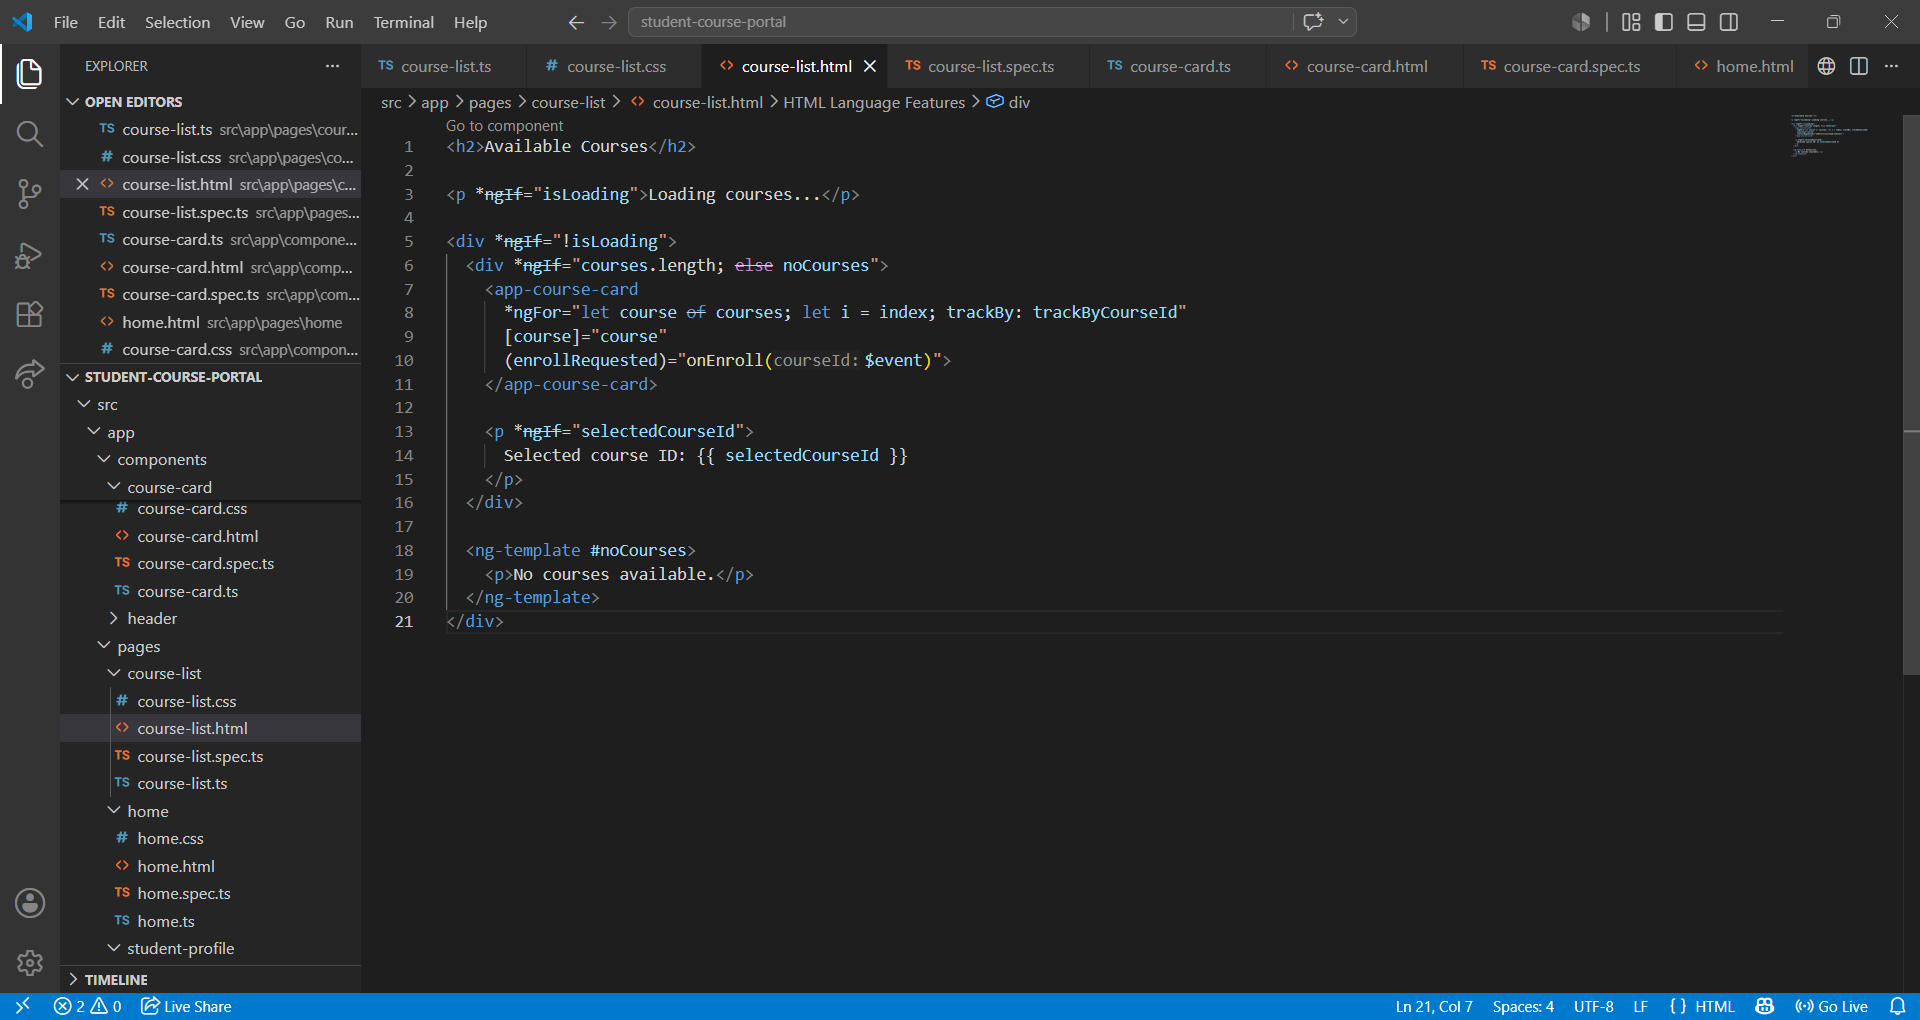 File Edit Selection View Go Run Terminal Help
student-course-portal
EXPLORER
OPEN EDITORS
TS course-list.ts src\app\pages\cour...
# course-list.css src\app\pages\co...
<> course-list.html src\app\pages\c...
TS course-list.spec.ts src\app\pages...
TS course-card.ts src\app\compone...
<> course-card.html src\app\comp...
TS course-card.spec.ts src\app\com...
<> home.html src\app\pages\home
# course-card.css src\app\compon...
STUDENT-COURSE-PORTAL
src
app
components
course-card
# course-card.css
<> course-card.html
TS course-card.spec.ts
TS course-card.ts
header
pages
course-list
# course-list.css
<> course-list.html
TS course-list.spec.ts
TS course-list.ts
home
# home.css
<> home.html
TS home.spec.ts
TS home.ts
student-profile
TIMELINE
TS course-list.ts # course-list.css <> course-list.html TS course-list.spec.ts TS course-card.ts <> course-card.html TS course-card.spec.ts <> home.html
src > app > pages > course-list > <> course-list.html > HTML Language Features > div
Go to component
1 <h2>Available Courses</h2>
2
3 <p *ngIf="isLoading">Loading courses...</p>
4
5 <div *ngIf="!isLoading">
6 <div *ngIf="courses.length; else noCourses">
7 <app-course-card
8 *ngFor="let course of courses; let i = index; trackBy: trackByCourseId"
9 [course]="course"
10 (enrollRequested)="onEnroll(courseId: $event)">
11 </app-course-card>
12
13 <p *ngIf="selectedCourseId">
14 Selected course ID: {{ selectedCourseId }}
15 </p>
16 </div>
17
18 <ng-template #noCourses>
19 <p>No courses available.</p>
20 </ng-template>
21 </div>
2 0 Live Share
Ln 21, Col 7 Spaces: 4 UTF-8 LF {} HTML Go Live